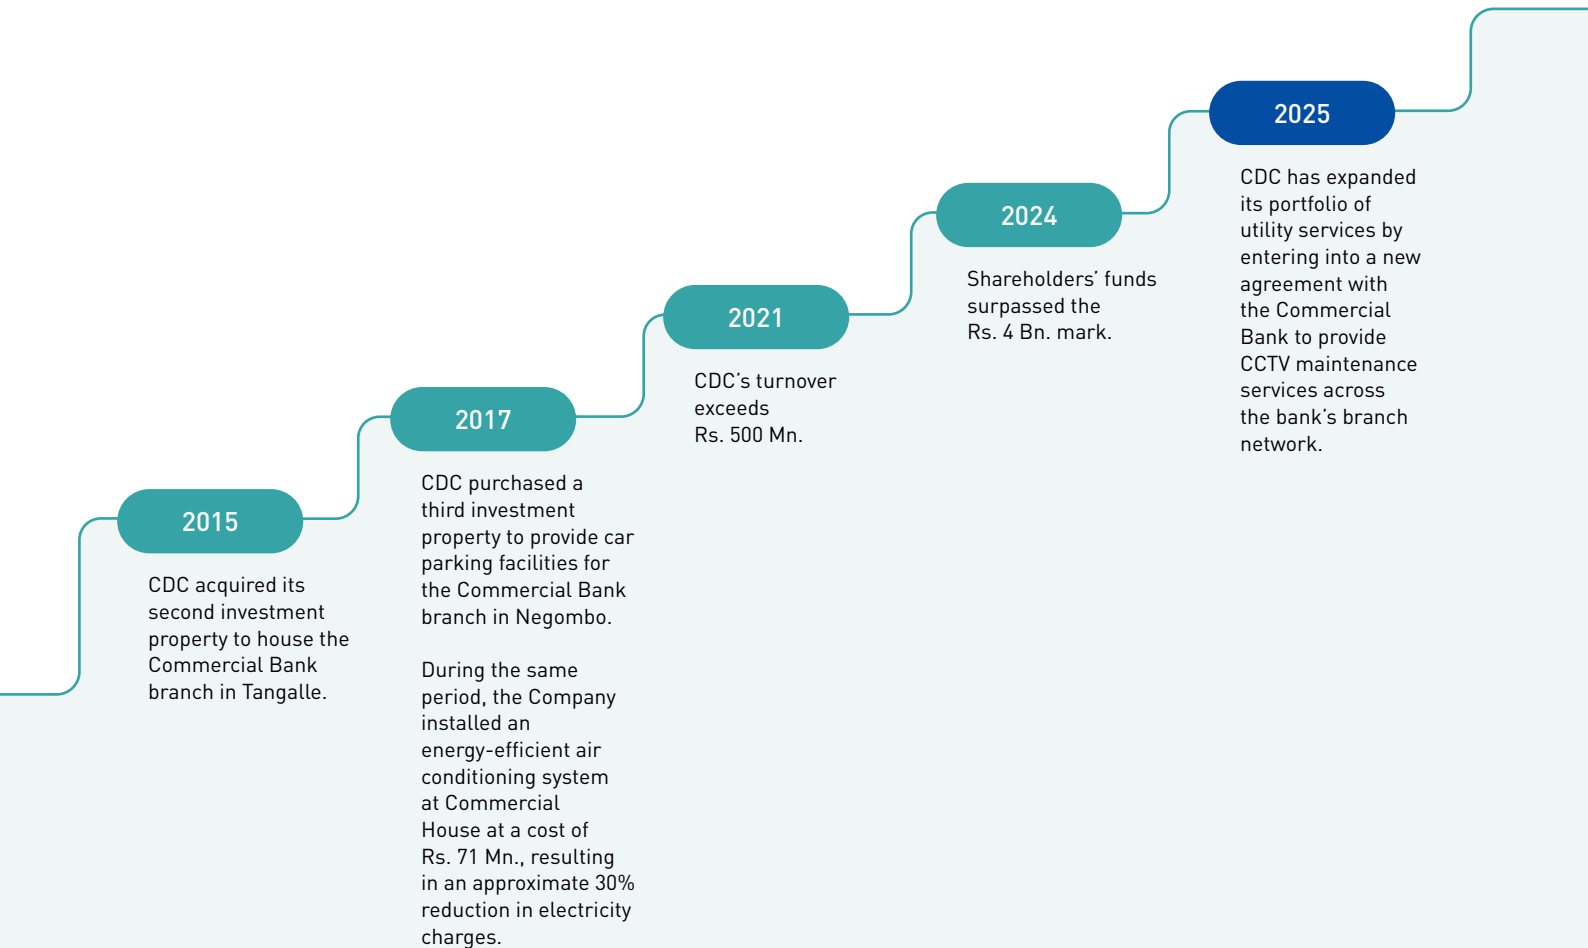 2015
CDC acquired its
second investment
property to house the
Commercial Bank
branch in Tangalle.
2017
CDC purchased a
third investment
property to provide car
parking facilities for
the Commercial Bank
branch in Negombo.
During the same
period, the Company
installed an
energy-efficient air
conditioning system
at Commercial
House at a cost of
Rs. 71 Mn., resulting
in an approximate 30%
reduction in electricity
charges.
2021
CDC’s turnover
exceeds
Rs. 500 Mn.
2024
Shareholders’ funds
surpassed the
Rs. 4 Bn. mark.
2025
CDC has expanded
its portfolio of
utility services by
entering into a new
agreement with
the Commercial
Bank to provide
CCTV maintenance
services across
the bank’s branch
network.